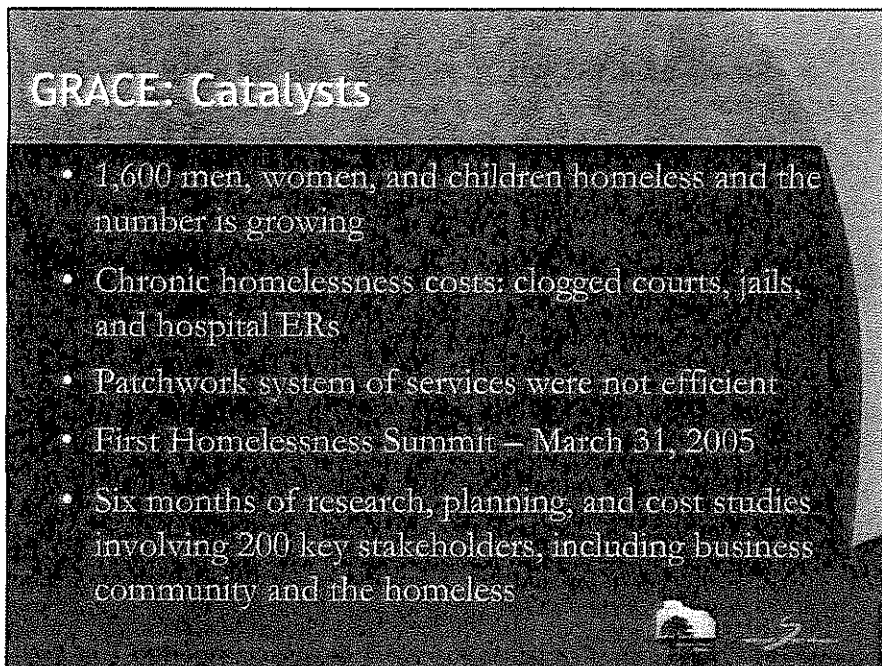 GRACE: Catalysts
• 1,600 men, women, and children homeless and the
number is growing
• Chronic homelessness costs: clogged courts, jails,
and hospital ERs
• Patchwork system of services were not efficient
• First Homelessness Summit – March 31, 2005
• Six months of research, planning, and cost studies
involving 200 key stakeholders, including business
community and the homeless